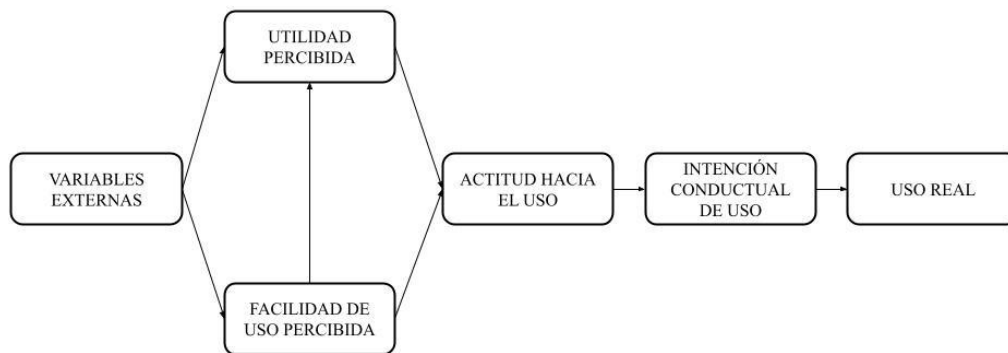 UTILIDAD
PERCIBIDA
VARIABLES
EXTERNAS
ACTITUD HACIA
EL USO
INTENCIÓN
CONDUCTUAL
DE USO
USO REAL
FACILIDAD DE
USO PERCIBIDA